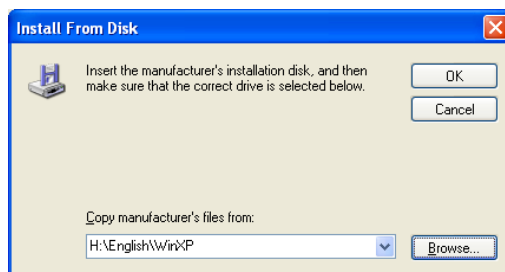 Install From Disk
Insert the manufacturer's installation disk, and then
make sure that the correct drive is selected below.
OK
Cancel
Copy manufacturer's files from:
H:\English\WinXP
Browse...